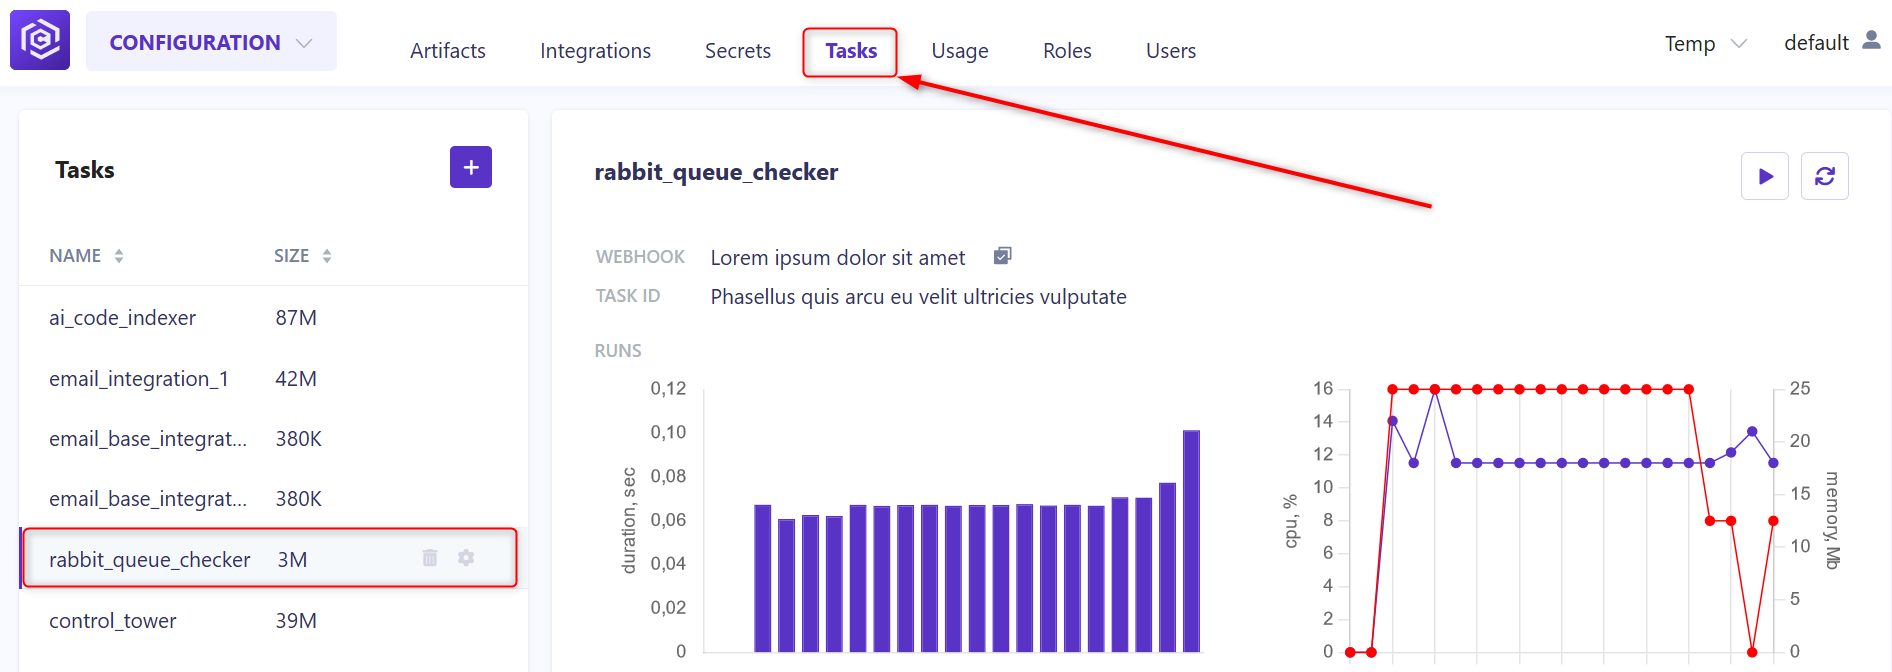 CONFIGURATION
Artifacts Integrations Secrets Tasks Usage Roles Users
Temp default
Tasks +
NAME SIZE
ai_code_indexer 87M
email_integration_1 42M
email_base_integrat... 380K
email_base_integrat... 380K
rabbit_queue_checker 3M
control_tower 39M
rabbit_queue_checker
WEBHOOK Lorem ipsum dolor sit amet
TASK ID Phasellus quis arcu eu velit ultricies vulputate
RUNS
duration, sec
0,12
0,10
0,08
0,06
0,04
0,02
0
cpu, %
16
14
12
10
8
6
4
2
0
25
20
15
10
5
0
memory, Mb